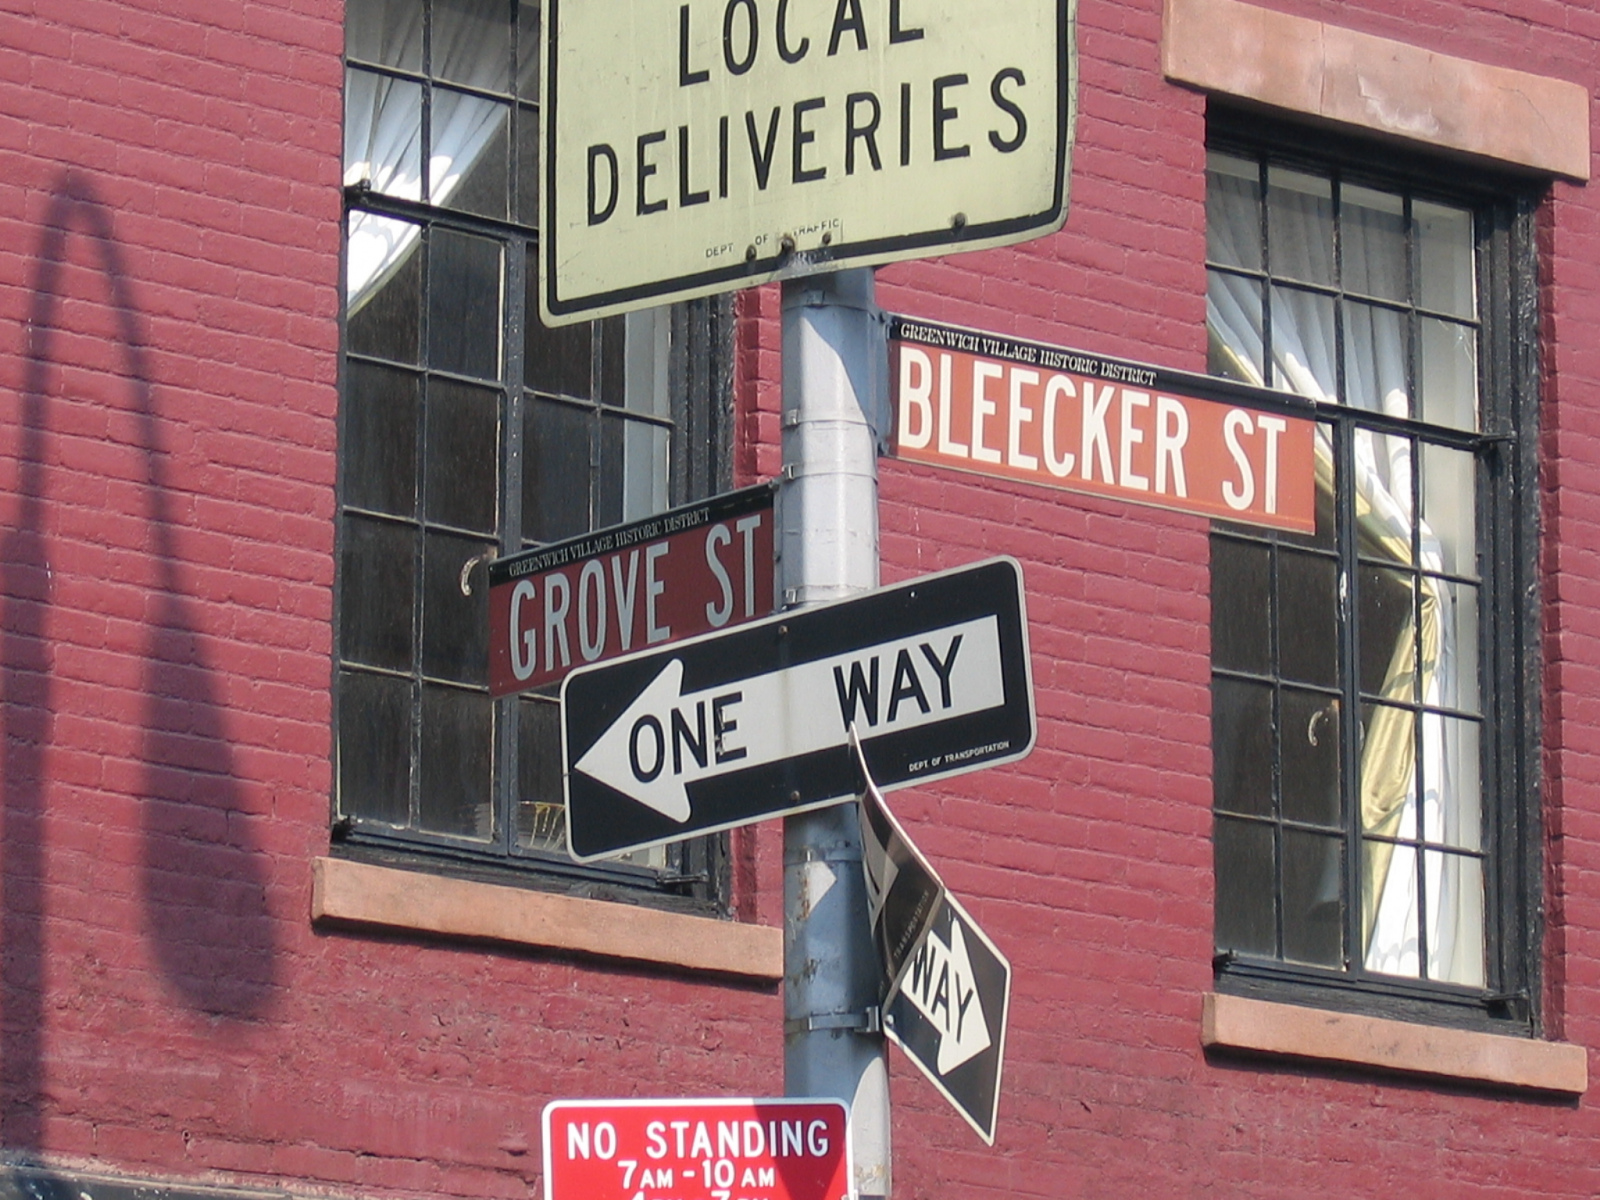 LOCAL
DELIVERIES
DEPT. OF TRAFFIC
GREENWICH VILLAGE HISTORIC DISTRICT
BLEECKER ST
GREENWICH VILLAGE HISTORIC DISTRICT
GROVE ST
ONE WAY
DEPT. OF TRANSPORTATION
WAY
NO STANDING
7AM-10AM